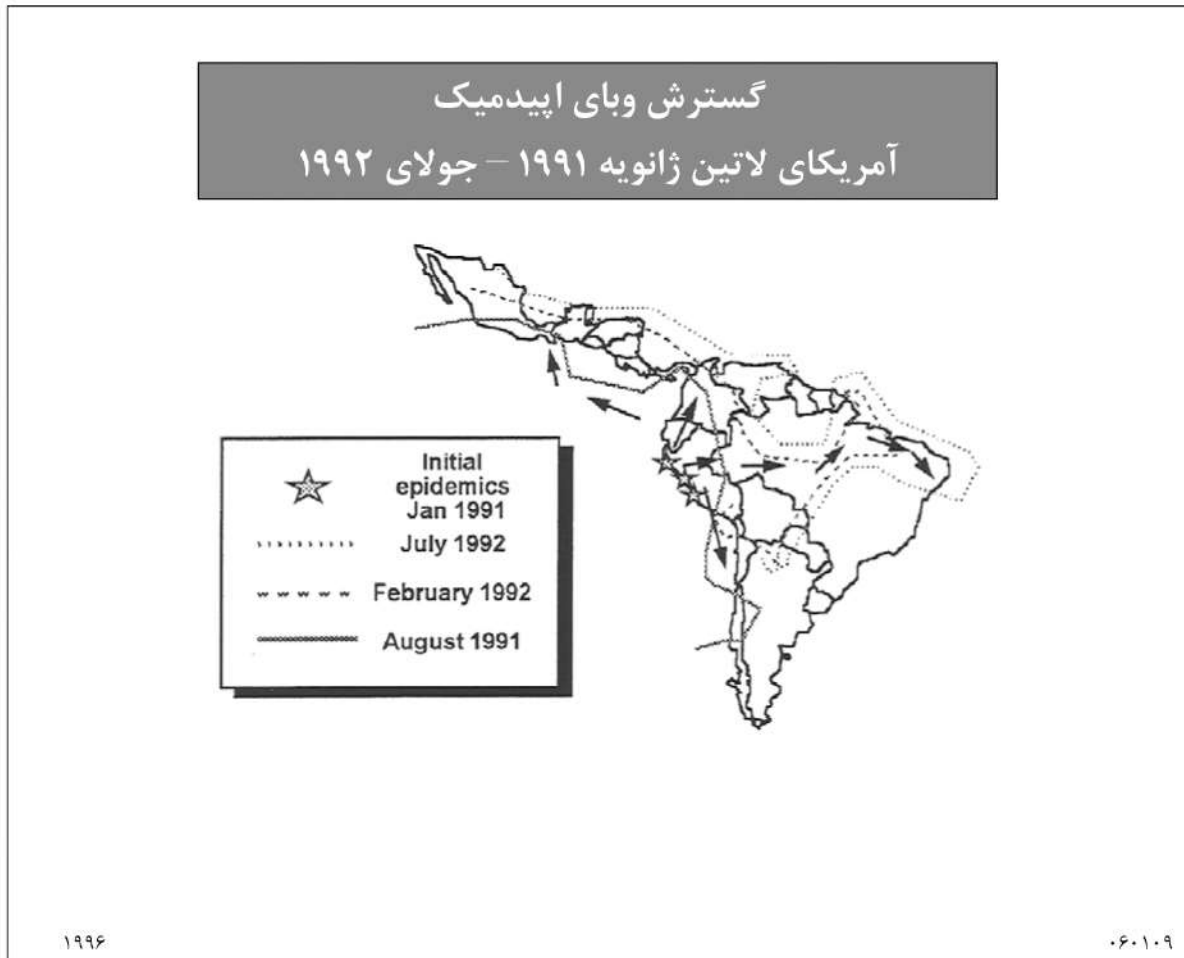 گسترش وبای اپیدمیک
آمریکای لاتین ژانویه ۱۹۹۱ – جولای ۱۹۹۲
Initial
epidemics
Jan 1991
July 1992
February 1992
August 1991
۱۹۹۶
۰۶۰۱۰۹